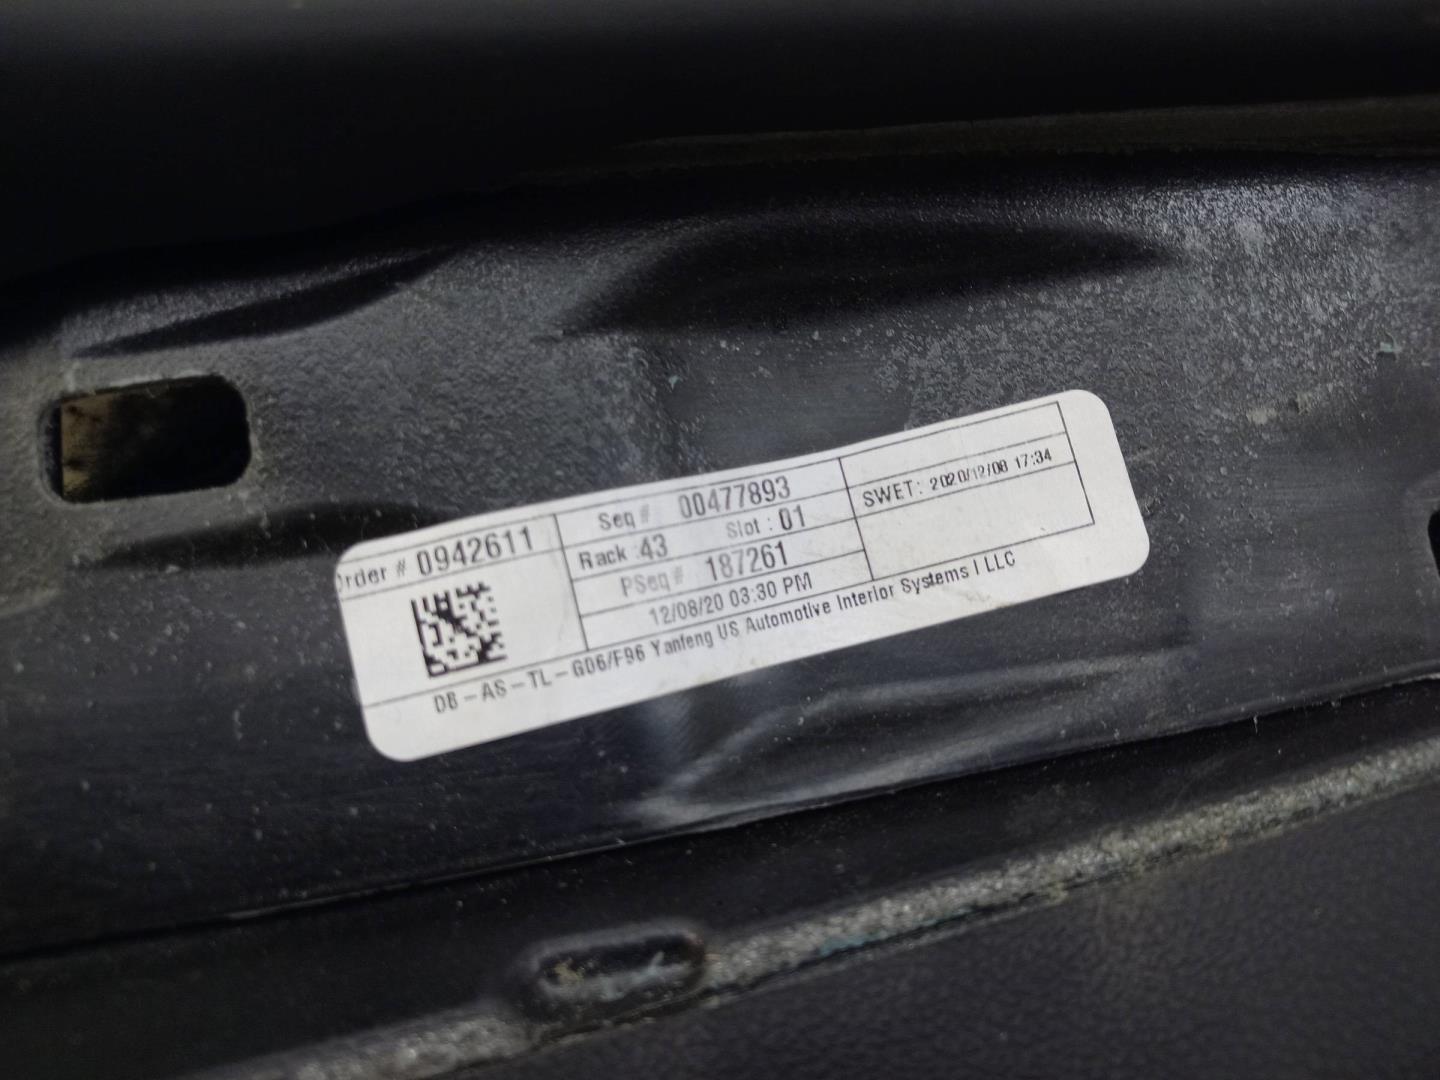 Order # 0942611
Seq # 00477893
Rack : 43 Slot : 01
PSeq # 187261
12/08/20 03:30 PM
SWET: 2020/12/08 17:34
DB-AS-TL-G06/F96 Yanfeng US Automotive Interior Systems I LLC